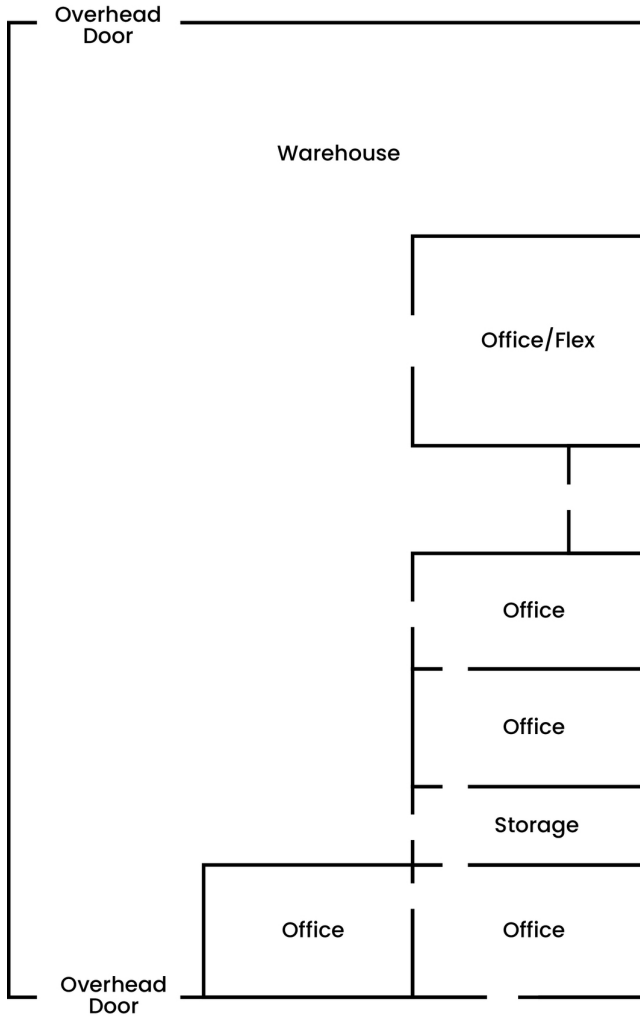 Overhead
Door
Warehouse
Office/Flex
Office
Office
Storage
Office
Office
Overhead
Door